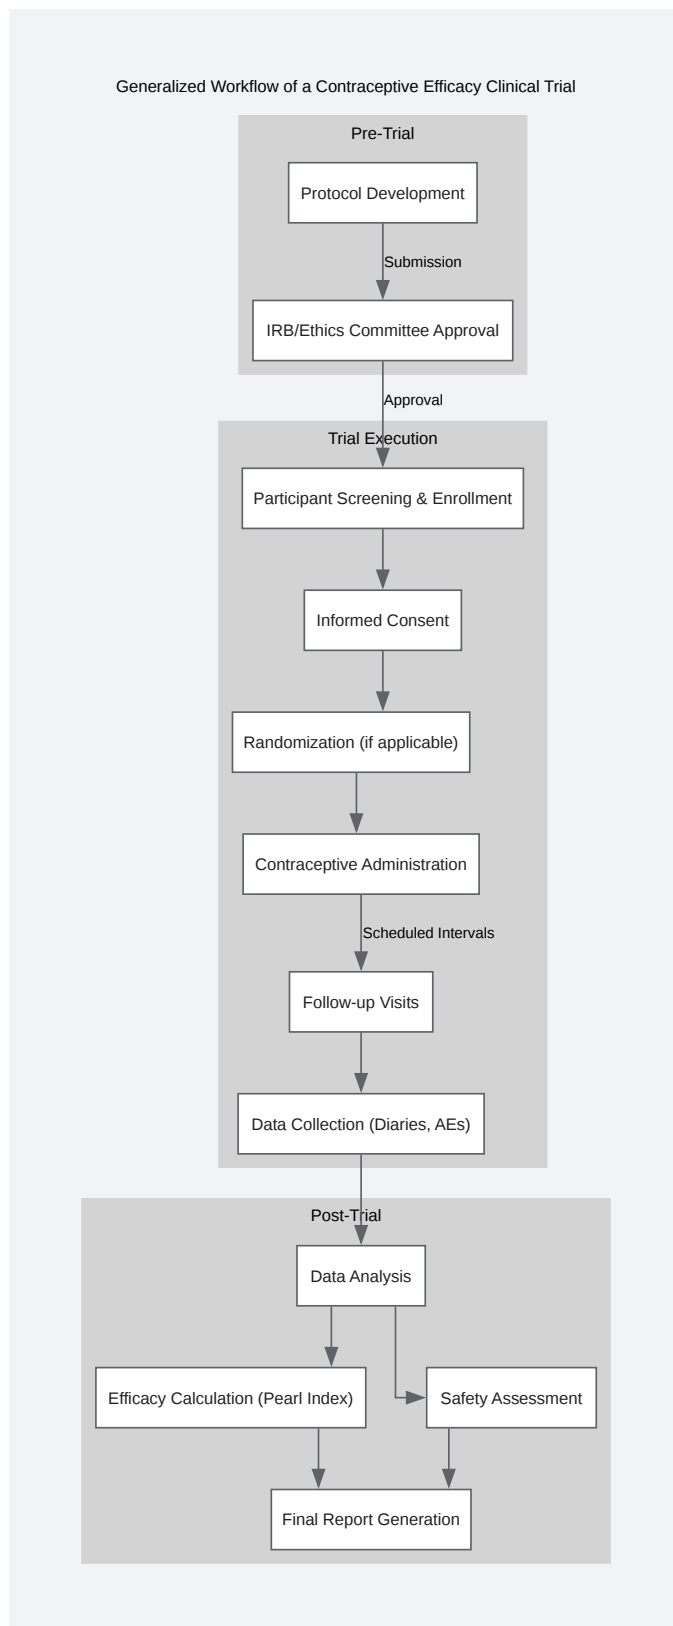 Generalized Workflow of a Contraceptive Efficacy Clinical Trial
Pre-Trial
Protocol Development
Submission
IRB/Ethics Committee Approval
Approval
Trial Execution
Participant Screening & Enrollment
Informed Consent
Randomization (if applicable)
Contraceptive Administration
Scheduled Intervals
Follow-up Visits
Data Collection (Diaries, AEs)
Post-Trial
Data Analysis
Efficacy Calculation (Pearl Index)
Safety Assessment
Final Report Generation